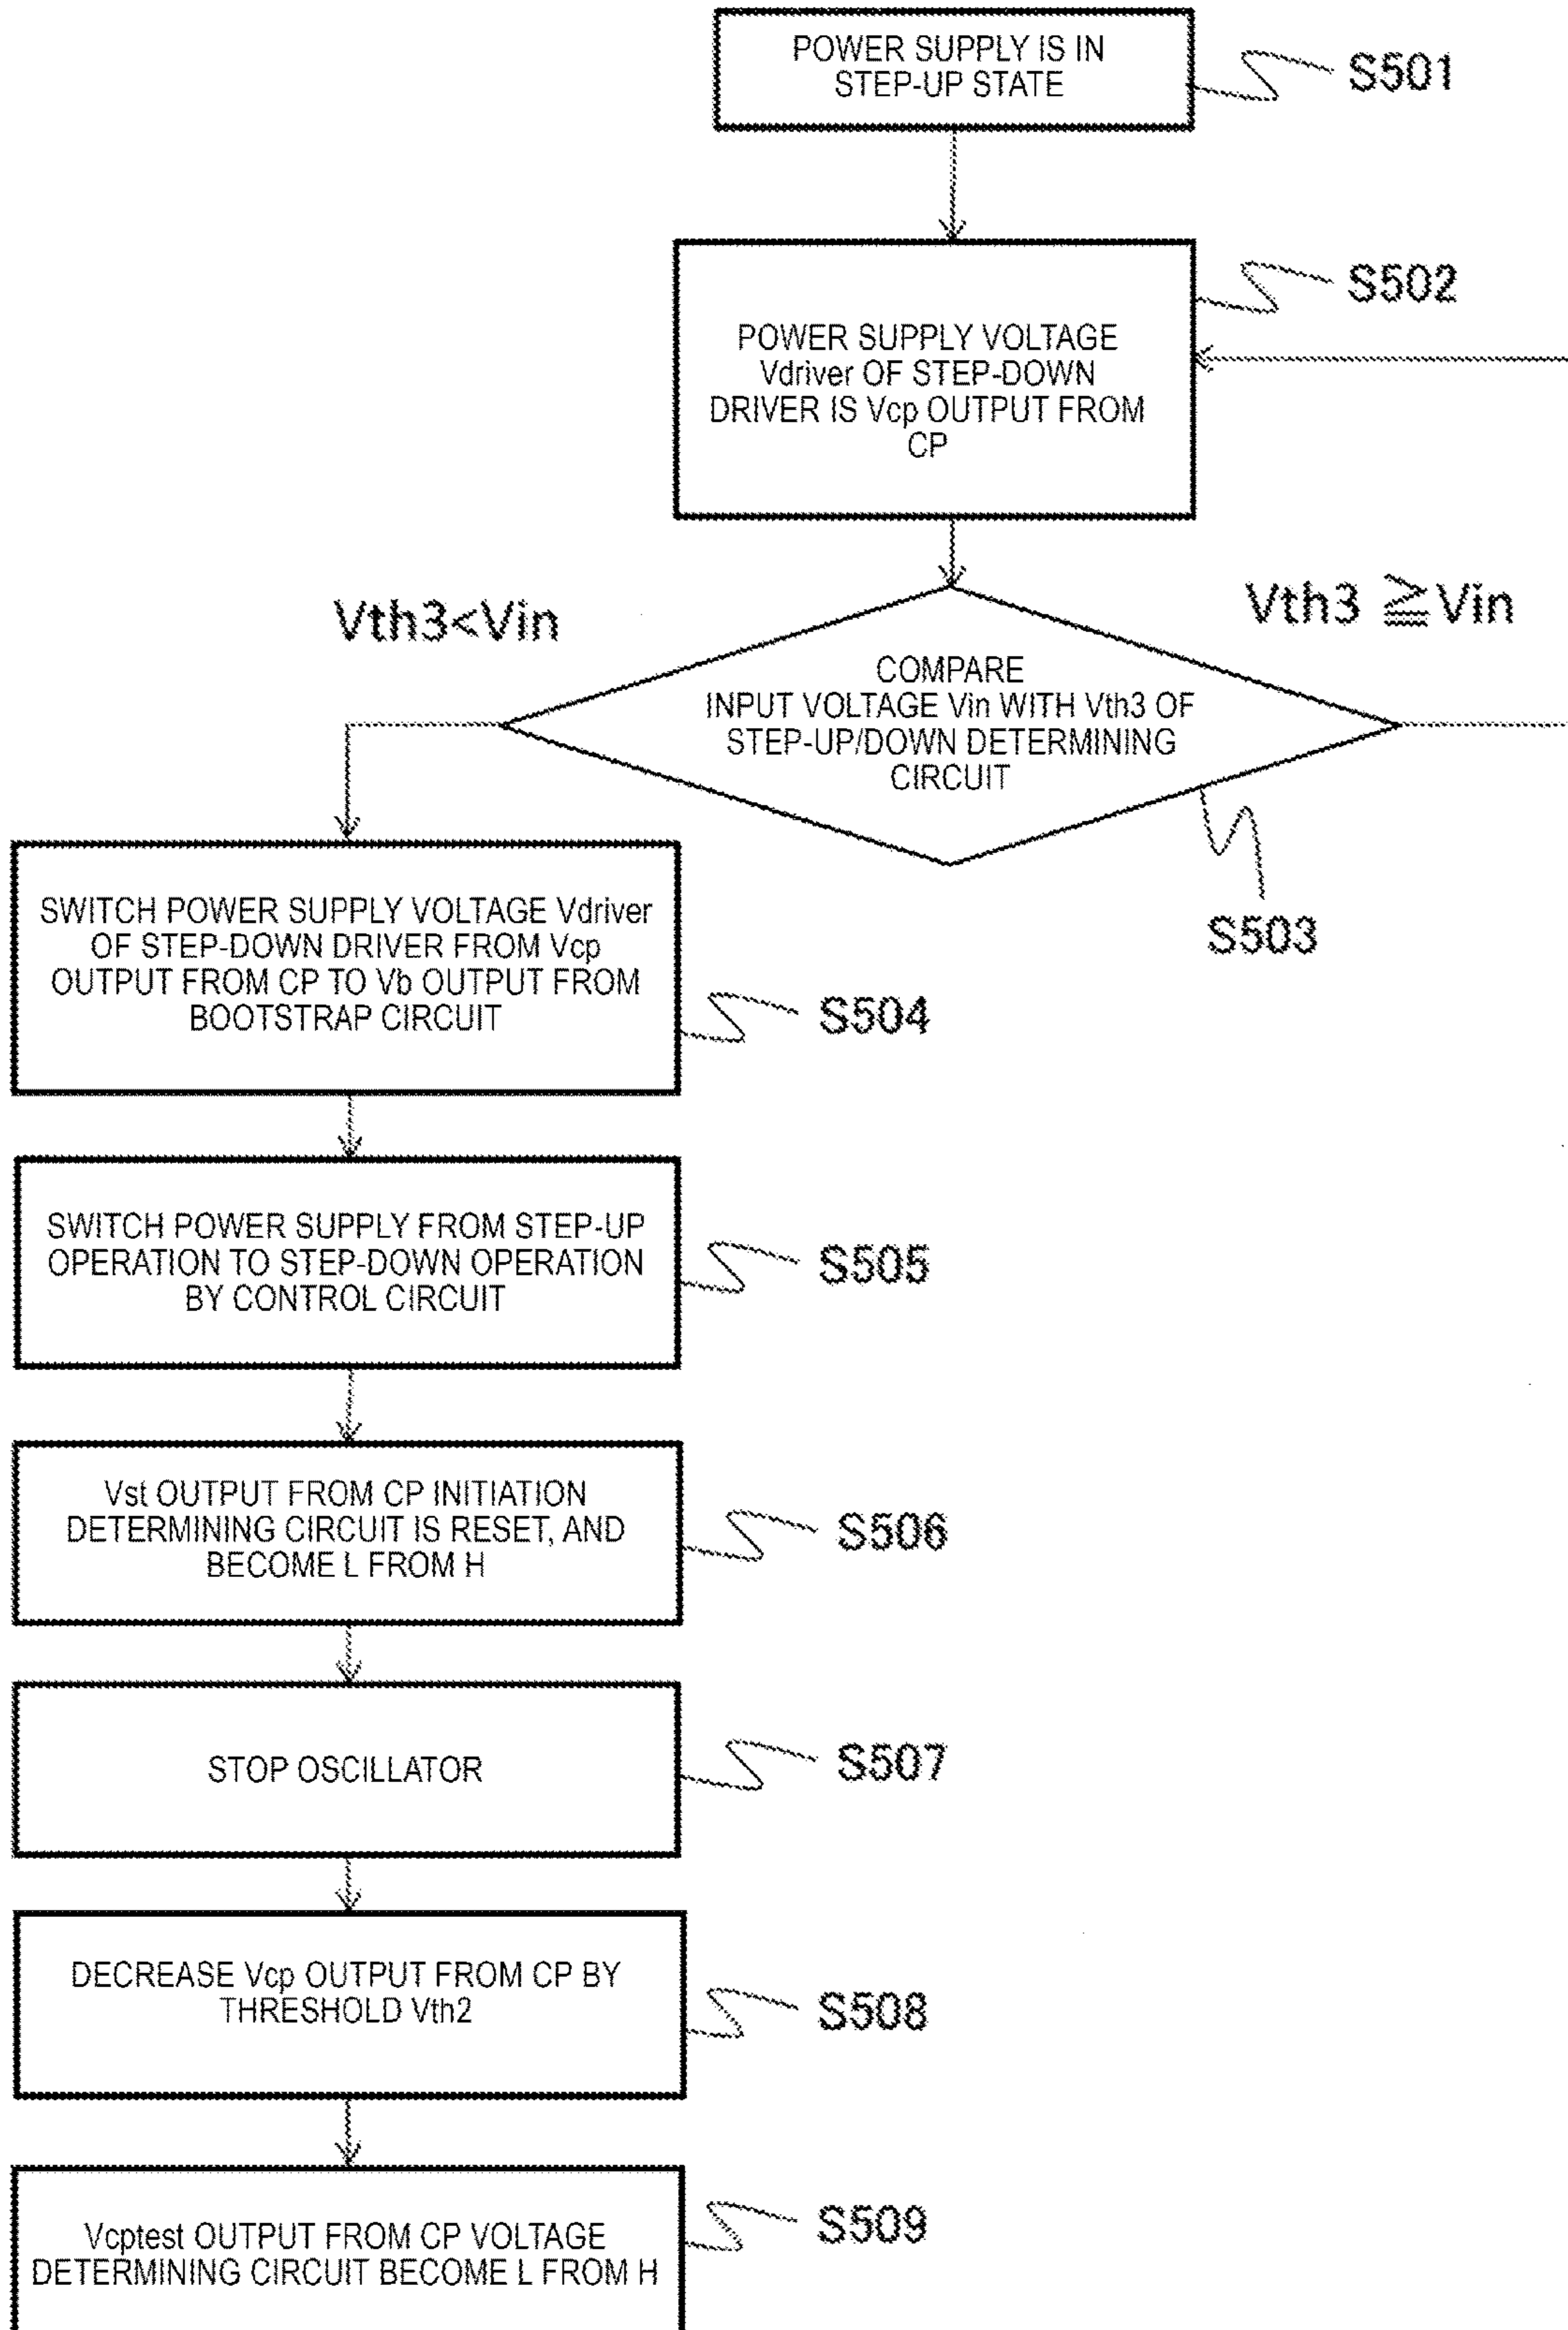 POWER SUPPLY IS IN
STEP-UP STATE
S501
S502
POWER SUPPLY VOLTAGE
Vdriver OF STEP-DOWN
DRIVER IS Vcp OUTPUT FROM
CP
Vth3<Vin
Vth3 ≧Vin
COMPARE
INPUT VOLTAGE Vin WITH Vth3 OF
STEP-UP/DOWN DETERMINING
CIRCUIT
S503
SWITCH POWER SUPPLY VOLTAGE Vdriver
OF STEP-DOWN DRIVER FROM Vcp
OUTPUT FROM CP TO Vb OUTPUT FROM
BOOTSTRAP CIRCUIT
S504
SWITCH POWER SUPPLY FROM STEP-UP
OPERATION TO STEP-DOWN OPERATION
BY CONTROL CIRCUIT
S505
Vst OUTPUT FROM CP INITIATION
DETERMINING CIRCUIT IS RESET, AND
BECOME L FROM H
S506
STOP OSCILLATOR
S507
DECREASE Vcp OUTPUT FROM CP BY
THRESHOLD Vth2
S508
Vcptest OUTPUT FROM CP VOLTAGE
DETERMINING CIRCUIT BECOME L FROM H
S509